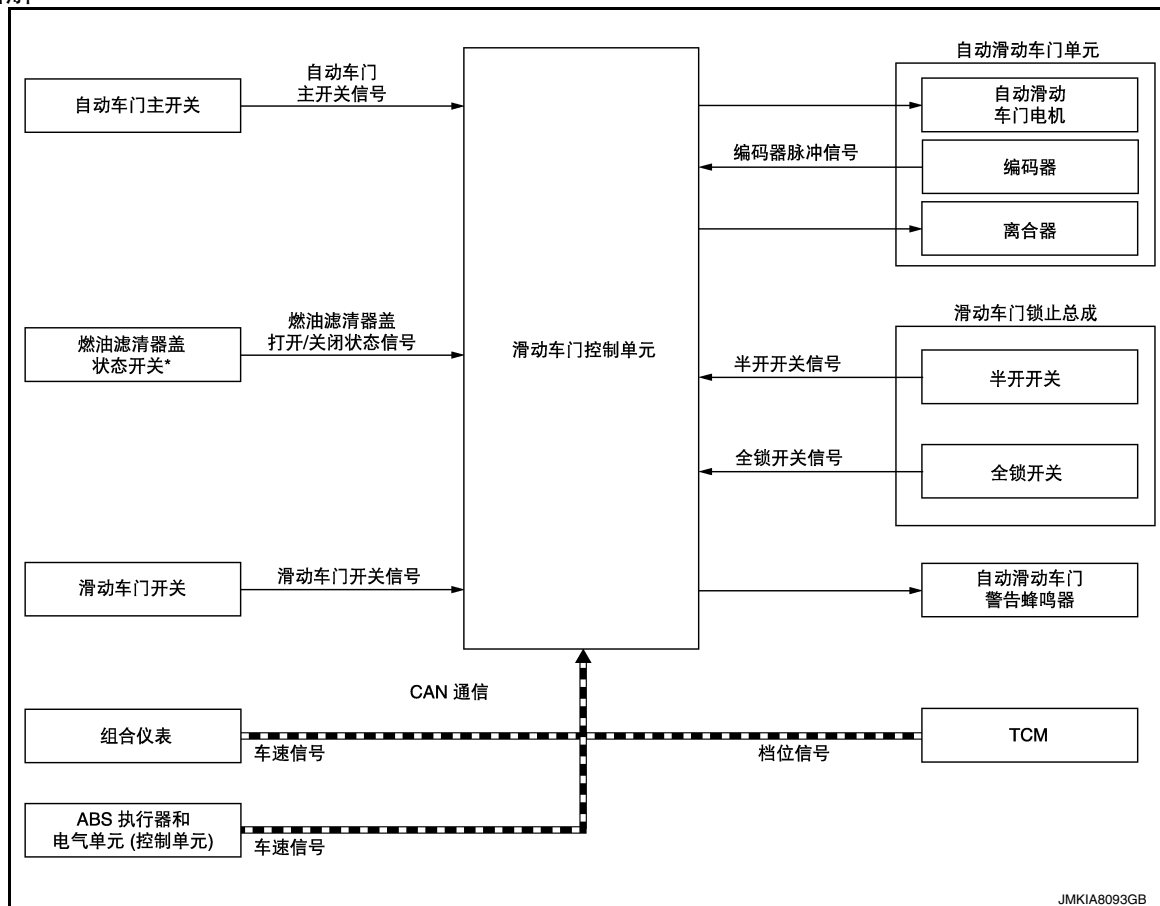 自动滑动车门单元
自动车门
主开关信号
自动车门主开关
自动滑动
车门电机
编码器脉冲信号
编码器
离合器
滑动车门锁止总成
燃油滤清器盖
打开/关闭状态信号
燃油滤清器盖
状态开关*
滑动车门控制单元
半开开关信号
半开开关
全锁开关信号
全锁开关
滑动车门开关信号
滑动车门开关
自动滑动车门
警告蜂鸣器
CAN 通信
组合仪表
车速信号
档位信号
TCM
ABS 执行器和
电气单元 (控制单元)
车速信号
JMKIA8093GB